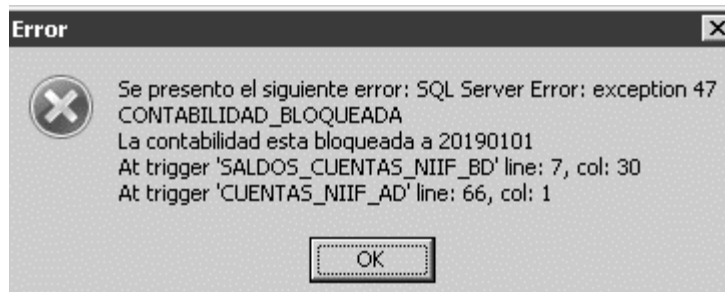 Error
Se presento el siguiente error: SQL Server Error: exception 47
CONTABILIDAD_BLOQUEADA
La contabilidad esta bloqueada a 20190101
At trigger 'SALDOS_CUENTAS_NIIF_BD' line: 7, col: 30
At trigger 'CUENTAS_NIIF_AD' line: 66, col: 1
OK